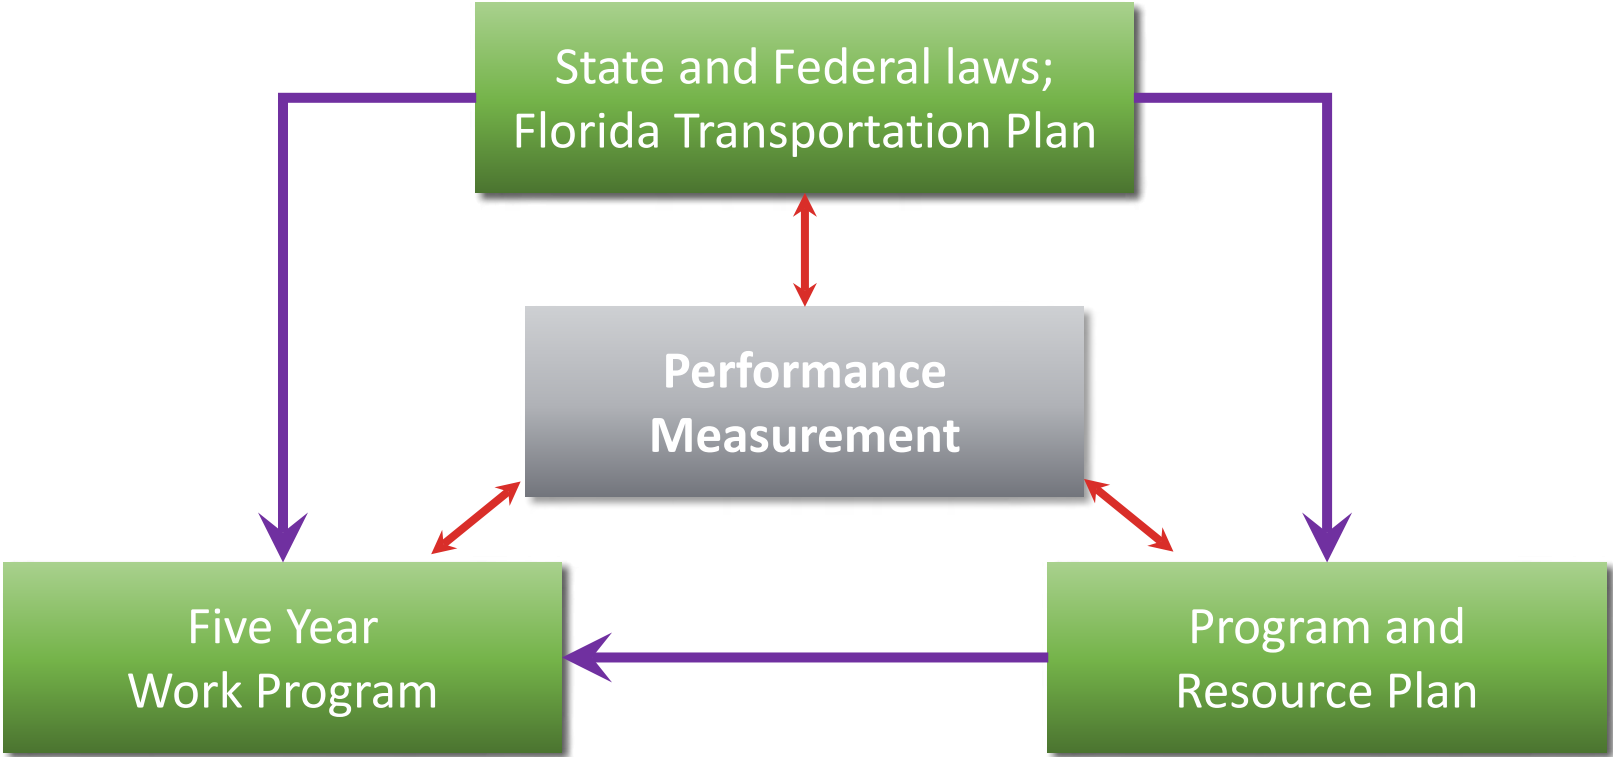 State and Federal laws;
Florida Transportation Plan
Performance
Measurement
Five Year
Work Program
Program and
Resource Plan